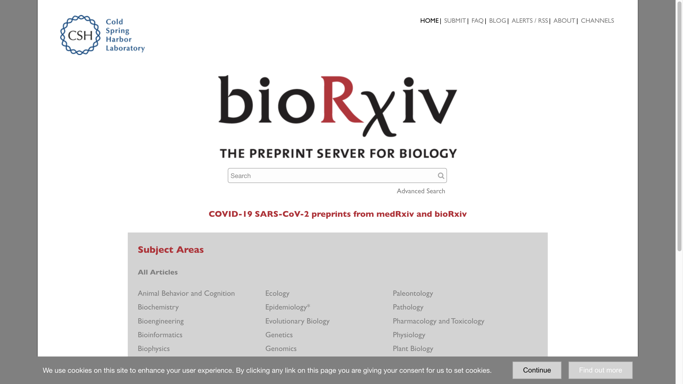 Cold
Spring
Harbor
Laboratory
CSH
HOME| SUBMIT| FAQ| BLOG| ALERTS / RSS| ABOUT| CHANNELS
bioRxiv
THE PREPRINT SERVER FOR BIOLOGY
Search
Advanced Search
COVID-19 SARS-CoV-2 preprints from medRxiv and bioRxiv
Subject Areas
All Articles
Animal Behavior and Cognition Ecology Paleontology
Biochemistry Epidemiology* Pathology
Bioengineering Evolutionary Biology Pharmacology and Toxicology
Bioinformatics Genetics Physiology
Biophysics Genomics Plant Biology
We use cookies on this site to enhance your user experience. By clicking any link on this page you are giving your consent for us to set cookies. Continue Find out more